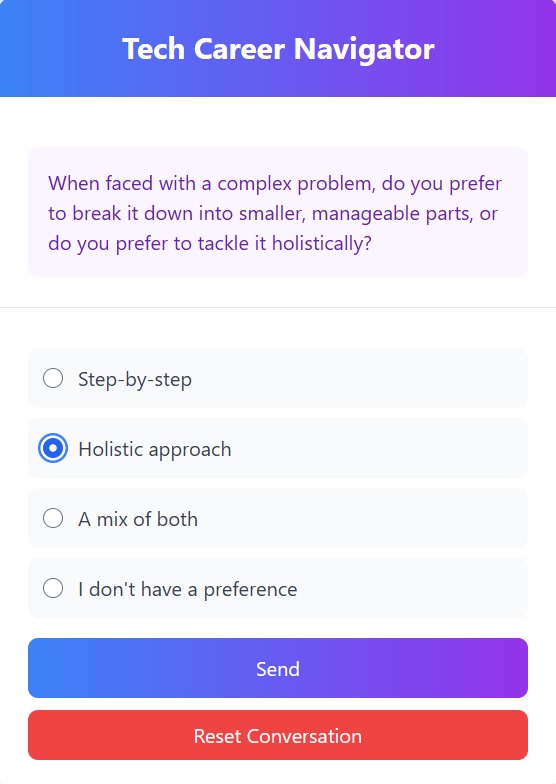 Tech Career Navigator
When faced with a complex problem, do you prefer
to break it down into smaller, manageable parts, or
do you prefer to tackle it holistically?
Step-by-step
Holistic approach
A mix of both
I don't have a preference
Send
Reset Conversation